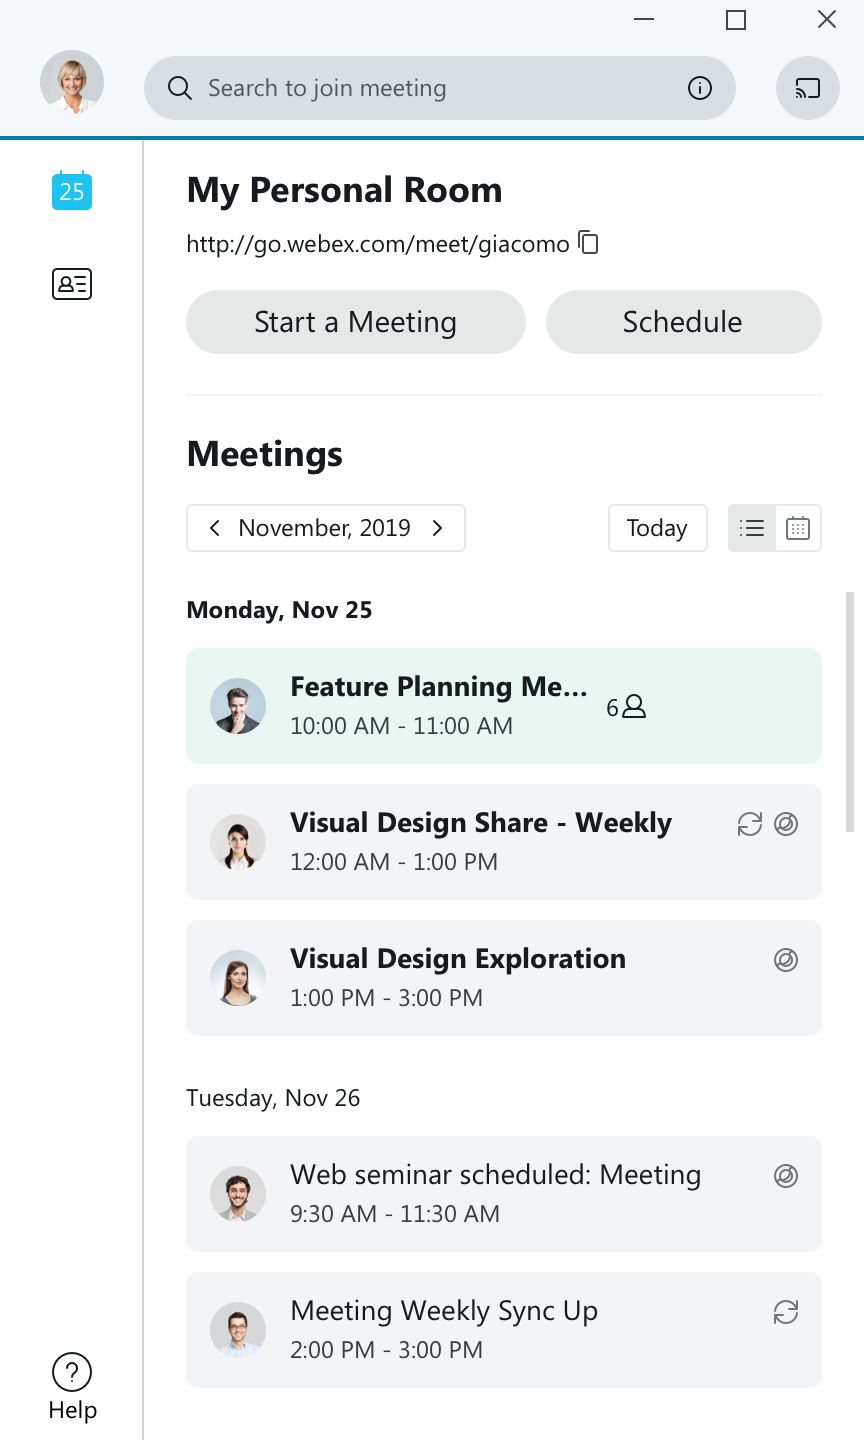 Search to join meeting
25
My Personal Room
http://go.webex.com/meet/giacomo
Start a Meeting
Schedule
Meetings
November, 2019
Today
Monday, Nov 25
Feature Planning Me...
6
10:00 AM - 11:00 AM
Visual Design Share - Weekly
12:00 AM - 1:00 PM
Visual Design Exploration
1:00 PM - 3:00 PM
Tuesday, Nov 26
Web seminar scheduled: Meeting
9:30 AM - 11:30 AM
Meeting Weekly Sync Up
2:00 PM - 3:00 PM
Help